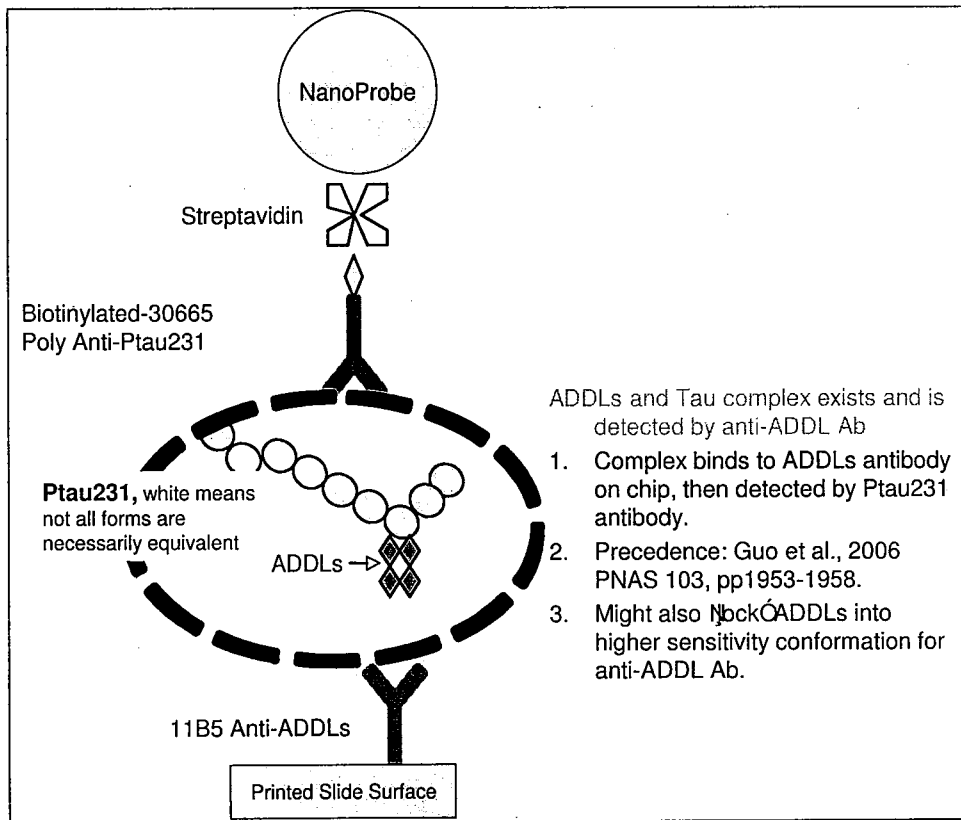 NanoProbe
Streptavidin
Biotinylated-30665
Poly Anti-Ptau231
Ptau231, white means
not all forms are
necessarily equivalent
ADDLs
ADDLs and Tau complex exists and is
detected by anti-ADDL Ab
1. Complex binds to ADDLs antibody
on chip, then detected by Ptau231
antibody.
2. Precedence: Guo et al., 2006
PNAS 103, pp1953-1958.
3. Might also ADDLs into
higher sensitivity conformation for
anti-ADDL Ab.
11B5 Anti-ADDLs
Printed Slide Surface